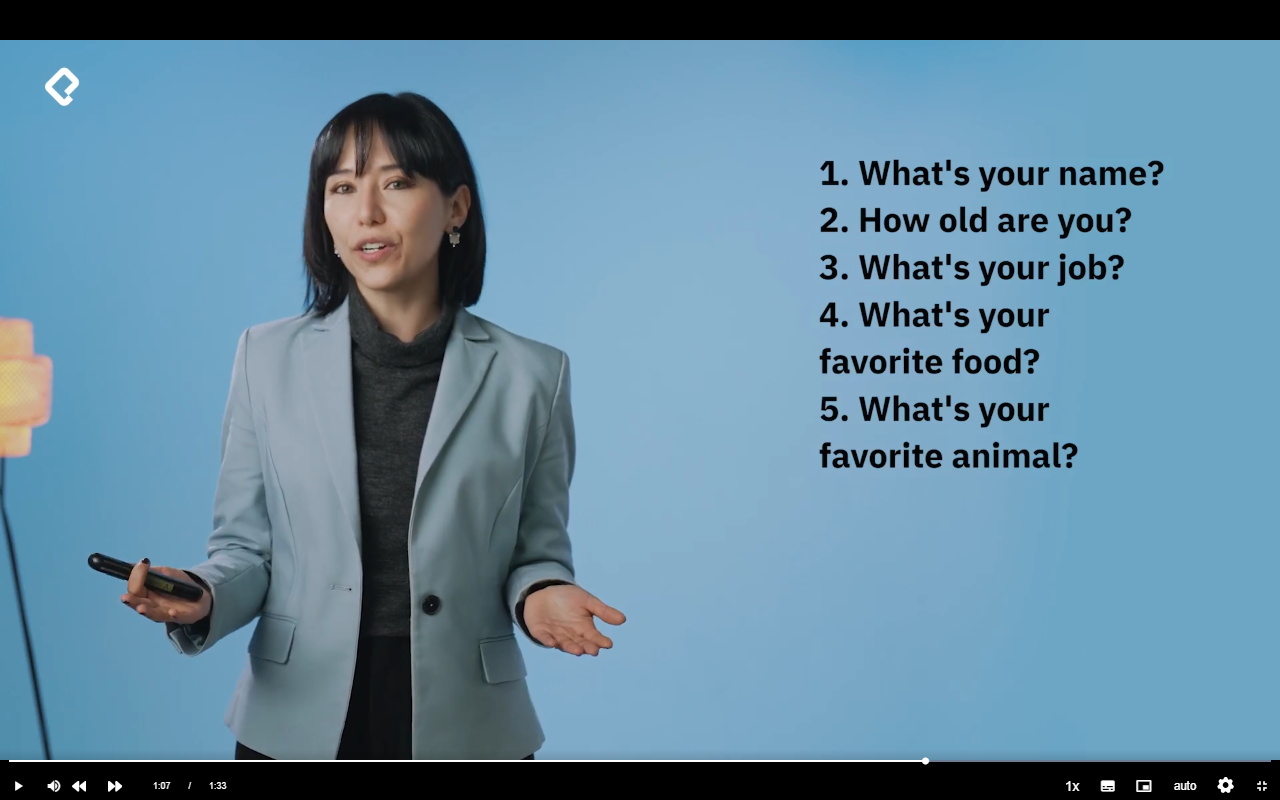 1. What's your name?
2. How old are you?
3. What's your job?
4. What's your
favorite food?
5. What's your
favorite animal?
1:07 / 1:33
1x
auto